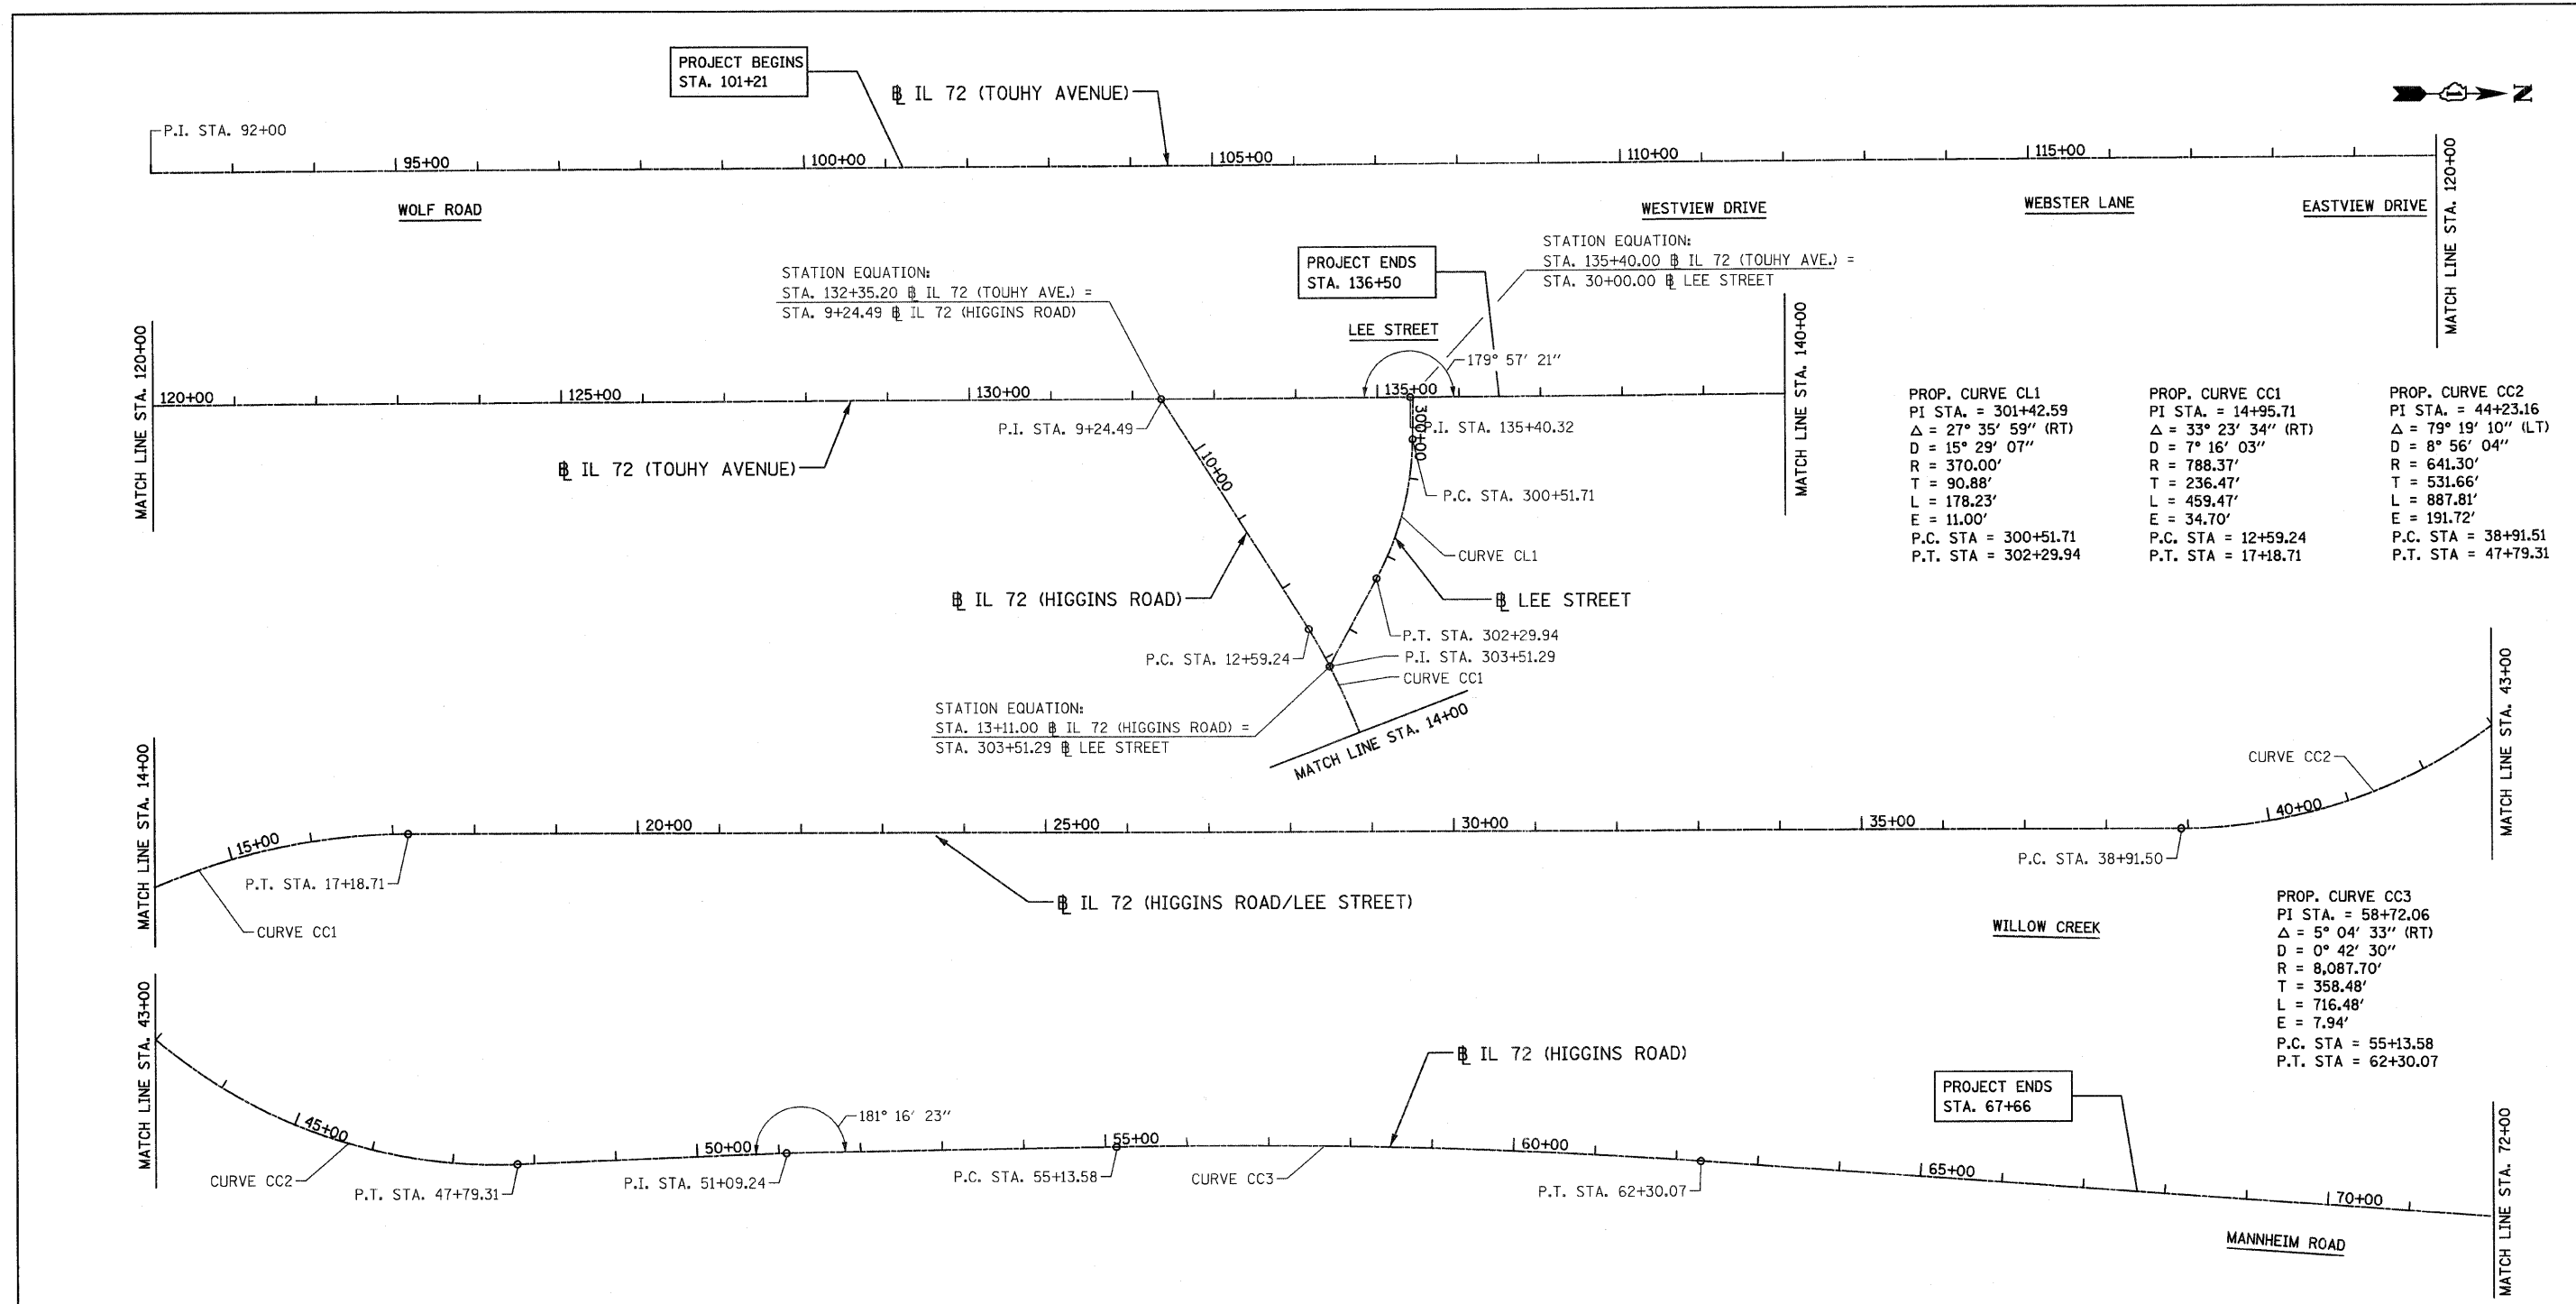 PROJECT BEGINS
STA. 101+21
℄ IL 72 (TOUHY AVENUE)
N
P.I. STA. 92+00
95+00
100+00
105+00
110+00
115+00
MATCH LINE STA. 120+00
WOLF ROAD
WESTVIEW DRIVE
WEBSTER LANE
EASTVIEW DRIVE
STATION EQUATION:
STA. 132+35.20 ℄ IL 72 (TOUHY AVE.) =
STA. 9+24.49 ℄ IL 72 (HIGGINS ROAD)
PROJECT ENDS
STA. 136+50
STATION EQUATION:
STA. 135+40.00 ℄ IL 72 (TOUHY AVE.) =
STA. 30+00.00 ℄ LEE STREET
LEE STREET
179° 57' 21"
MATCH LINE STA. 120+00
120+00
125+00
130+00
135+00
MATCH LINE STA. 140+00
P.I. STA. 9+24.49
300+00
P.I. STA. 135+40.32
℄ IL 72 (TOUHY AVENUE)
10+00
P.C. STA. 300+51.71
CURVE CL1
℄ IL 72 (HIGGINS ROAD)
℄ LEE STREET
P.T. STA. 302+29.94
P.C. STA. 12+59.24
P.I. STA. 303+51.29
CURVE CC1
STATION EQUATION:
STA. 13+11.00 ℄ IL 72 (HIGGINS ROAD) =
STA. 303+51.29 ℄ LEE STREET
MATCH LINE STA. 14+00
PROP. CURVE CL1
PI STA. = 301+42.59
Δ = 27° 35' 59" (RT)
D = 15° 29' 07"
R = 370.00'
T = 90.88'
L = 178.23'
E = 11.00'
P.C. STA = 300+51.71
P.T. STA = 302+29.94
PROP. CURVE CC1
PI STA. = 14+95.71
Δ = 33° 23' 34" (RT)
D = 7° 16' 03"
R = 788.37'
T = 236.47'
L = 459.47'
E = 34.70'
P.C. STA = 12+59.24
P.T. STA = 17+18.71
PROP. CURVE CC2
PI STA. = 44+23.16
Δ = 79° 19' 10" (LT)
D = 8° 56' 04"
R = 641.30'
T = 531.66'
L = 887.81'
E = 191.72'
P.C. STA = 38+91.51
P.T. STA = 47+79.31
MATCH LINE STA. 14+00
15+00
P.T. STA. 17+18.71
CURVE CC1
20+00
25+00
℄ IL 72 (HIGGINS ROAD/LEE STREET)
30+00
35+00
P.C. STA. 38+91.50
40+00
CURVE CC2
MATCH LINE STA. 43+00
WILLOW CREEK
PROP. CURVE CC3
PI STA. = 58+72.06
Δ = 5° 04' 33" (RT)
D = 0° 42' 30"
R = 8,087.70'
T = 358.48'
L = 716.48'
E = 7.94'
P.C. STA = 55+13.58
P.T. STA = 62+30.07
MATCH LINE STA. 43+00
45+00
CURVE CC2
P.T. STA. 47+79.31
50+00
P.I. STA. 51+09.24
181° 16' 23"
55+00
P.C. STA. 55+13.58
CURVE CC3
℄ IL 72 (HIGGINS ROAD)
60+00
P.T. STA. 62+30.07
65+00
PROJECT ENDS
STA. 67+66
70+00
MANNHEIM ROAD
MATCH LINE STA. 72+00